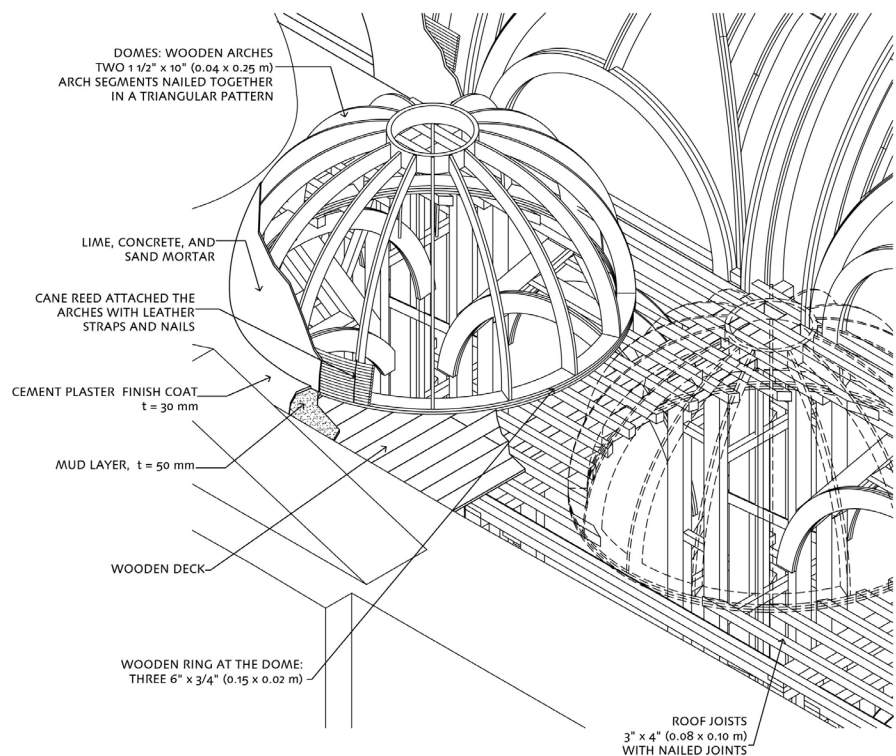 DOMES: WOODEN ARCHES
TWO 1 1/2" x 10" (0.04 x 0.25 m)
ARCH SEGMENTS NAILED TOGETHER
IN A TRIANGULAR PATTERN
LIME, CONCRETE, AND
SAND MORTAR
CANE REED ATTACHED THE
ARCHES WITH LEATHER
STRAPS AND NAILS
CEMENT PLASTER FINISH COAT
t = 30 mm
MUD LAYER, t = 50 mm
WOODEN DECK
WOODEN RING AT THE DOME:
THREE 6" x 3/4" (0.15 x 0.02 m)
ROOF JOISTS
3" x 4" (0.08 x 0.10 m)
WITH NAILED JOINTS